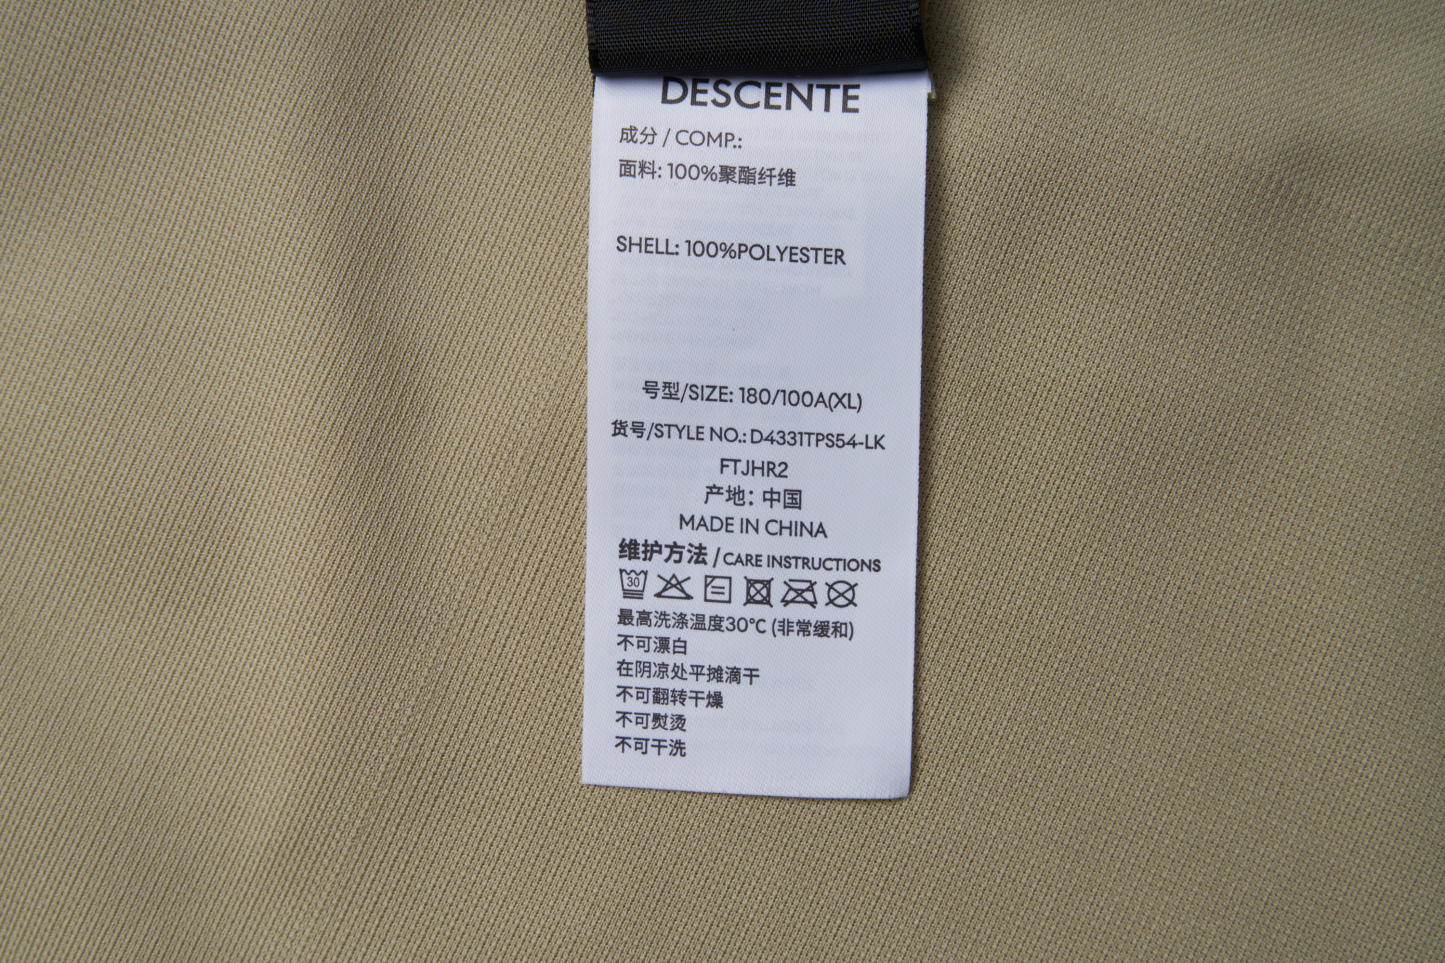 DESCENTE
成分 / COMP.:
面料: 100%聚酯纤维
SHELL: 100%POLYESTER
号型/SIZE: 180/100A(XL)
货号/STYLE NO.: D4331TPS54-LK
FTJHR2
产地: 中国
MADE IN CHINA
维护方法 / CARE INSTRUCTIONS
30
最高洗涤温度30℃ (非常缓和)
不可漂白
在阴凉处平摊滴干
不可翻转干燥
不可熨烫
不可干洗